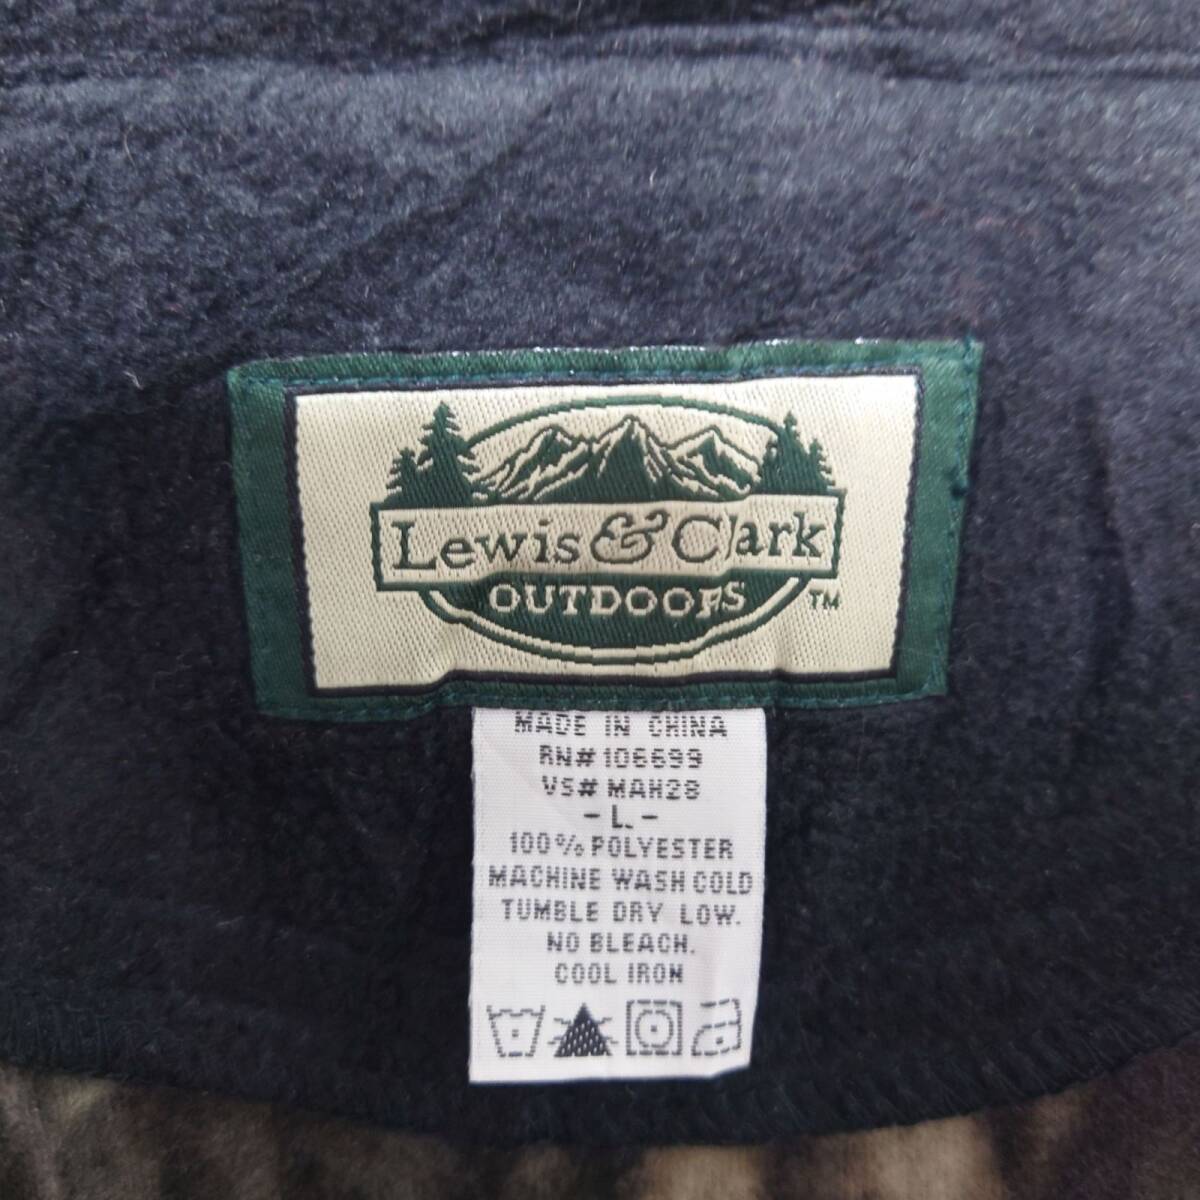 Lewis & Clark
OUTDOORS
TM
MADE IN CHINA
RN# 106699
VS# MAH28
- L. -
100% POLYESTER
MACHINE WASH COLD
TUMBLE DRY LOW.
NO BLEACH.
COOL IRON